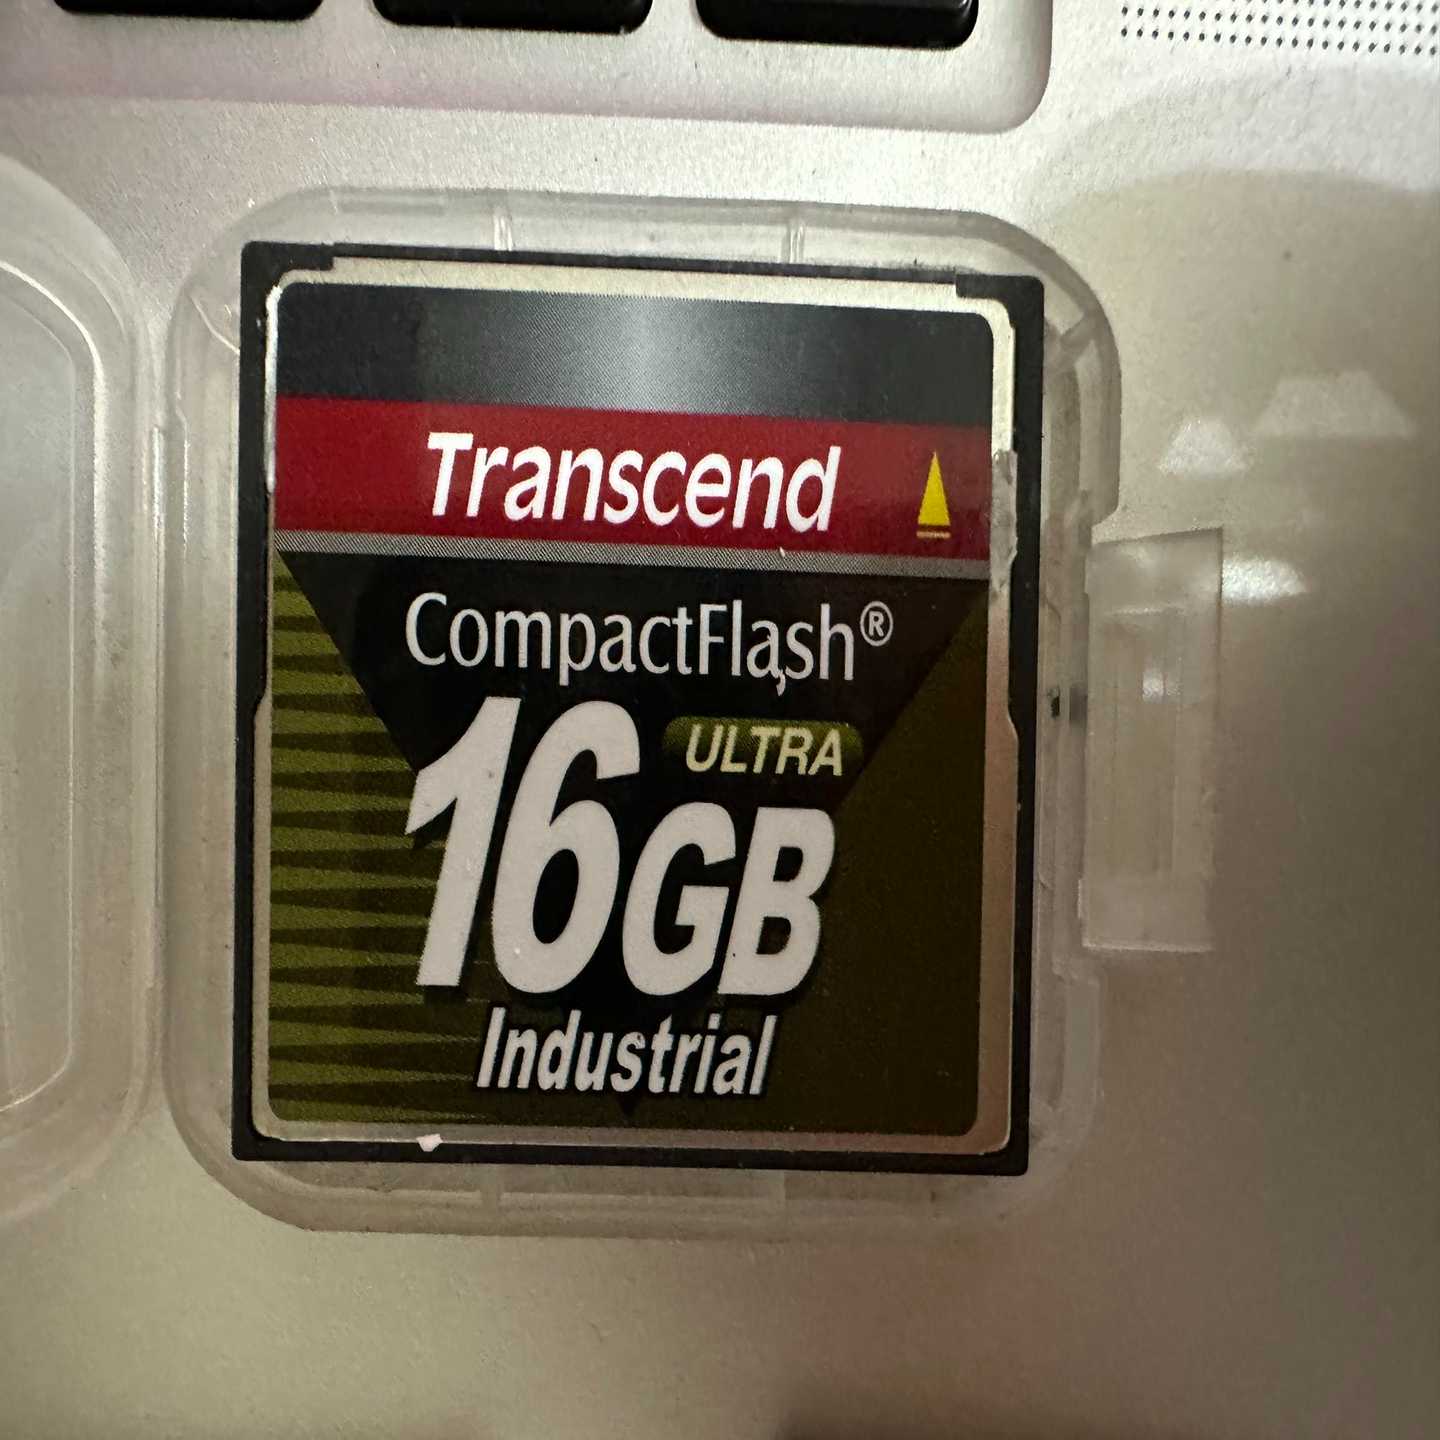 Transcend
CompactFlash®
ULTRA
16GB
Industrial